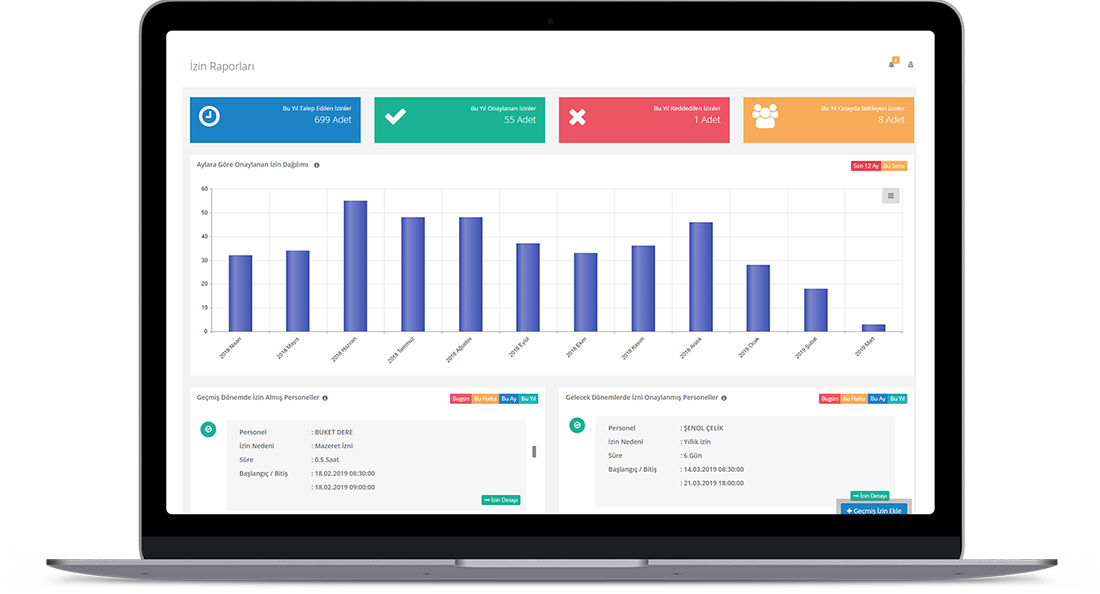 İzin Raporları
Bu Yıl Talep Edilen İzinler
699 Adet
Bu Yıl Onaylanan İzinler
55 Adet
Bu Yıl Reddedilen İzinler
1 Adet
Bu Yıl Onayda Bekleyen İzinler
8 Adet
Aylara Göre Onaylanan İzin Dağılımı
Son 12 Ay Bu Sene
60
50
40
30
20
10
0
2018 Nisan
2018 Mayıs
2018 Haziran
2018 Temmuz
2018 Ağustos
2018 Eylül
2018 Ekim
2018 Kasım
2018 Aralık
2019 Ocak
2019 Şubat
2019 Mart
Geçmiş Dönemde İzin Almış Personeller
Bugün Bu Hafta Bu Ay Bu Yıl
Personel : BUKET DERE
İzin Nedeni : Mazeret İzni
Süre : 0.5 Saat
Başlangıç / Bitiş : 18.02.2019 08:30:00
: 18.02.2019 09:00:00
İzin Detayı
Gelecek Dönemlerde İzni Onaylanmış Personeller
Bugün Bu Hafta Bu Ay Bu Yıl
Personel : ŞENOL ÇELİK
İzin Nedeni : Yıllık izin
Süre : 6 Gün
Başlangıç / Bitiş : 14.03.2019 08:30:00
: 21.03.2019 18:00:00
İzin Detayı
Geçmiş İzin Ekle